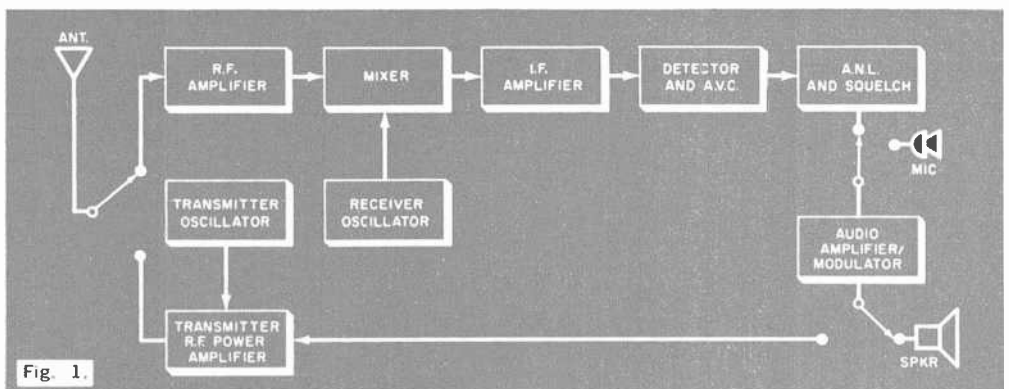 ANT.
R.F.
AMPLIFIER
MIXER
I.F.
AMPLIFIER
DETECTOR
AND A.V.C.
A.N.L.
AND SQUELCH
MIC
TRANSMITTER
OSCILLATOR
RECEIVER
OSCILLATOR
AUDIO
AMPLIFIER/
MODULATOR
TRANSMITTER
R.F. POWER
AMPLIFIER
SPKR
Fig. 1.